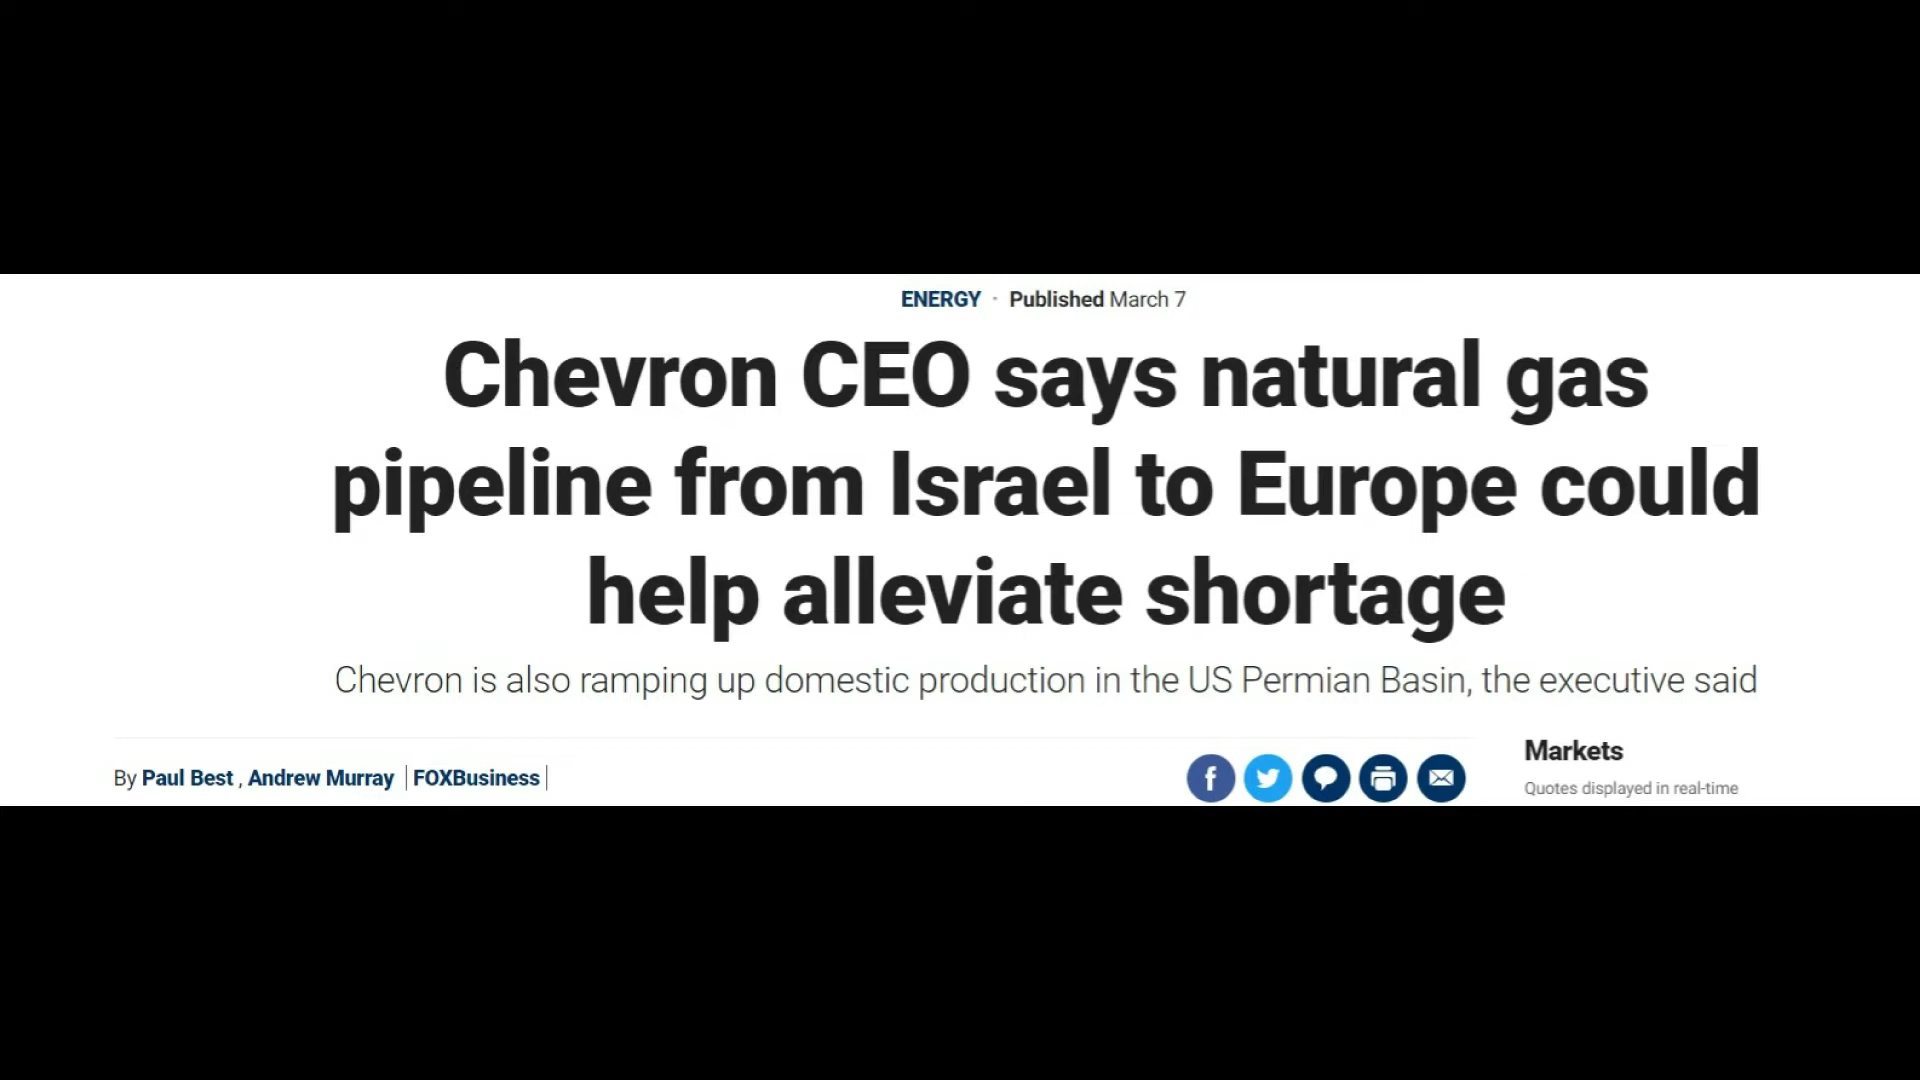 ENERGY · Published March 7
Chevron CEO says natural gas
pipeline from Israel to Europe could
help alleviate shortage
Chevron is also ramping up domestic production in the US Permian Basin, the executive said
By Paul Best , Andrew Murray | FOXBusiness |
Markets
Quotes displayed in real-time